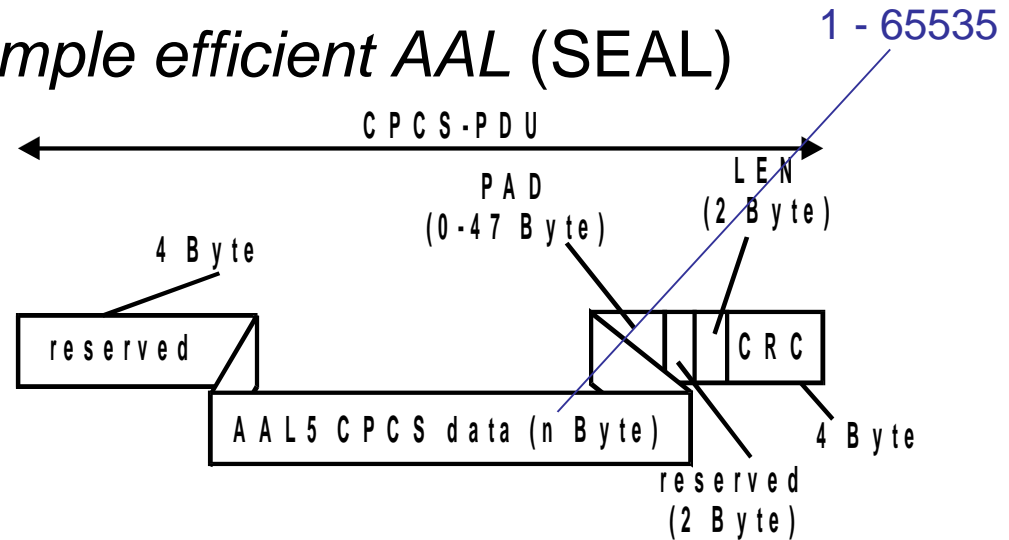 1 - 65535
mple efficient AAL (SEAL)
CPCS-PDU
LEN
(2 Byte)
PAD
(0-47 Byte)
4 Byte
reserved
CRC
AAL5 CPCS data (n Byte)
4 Byte
reserved
(2 Byte)